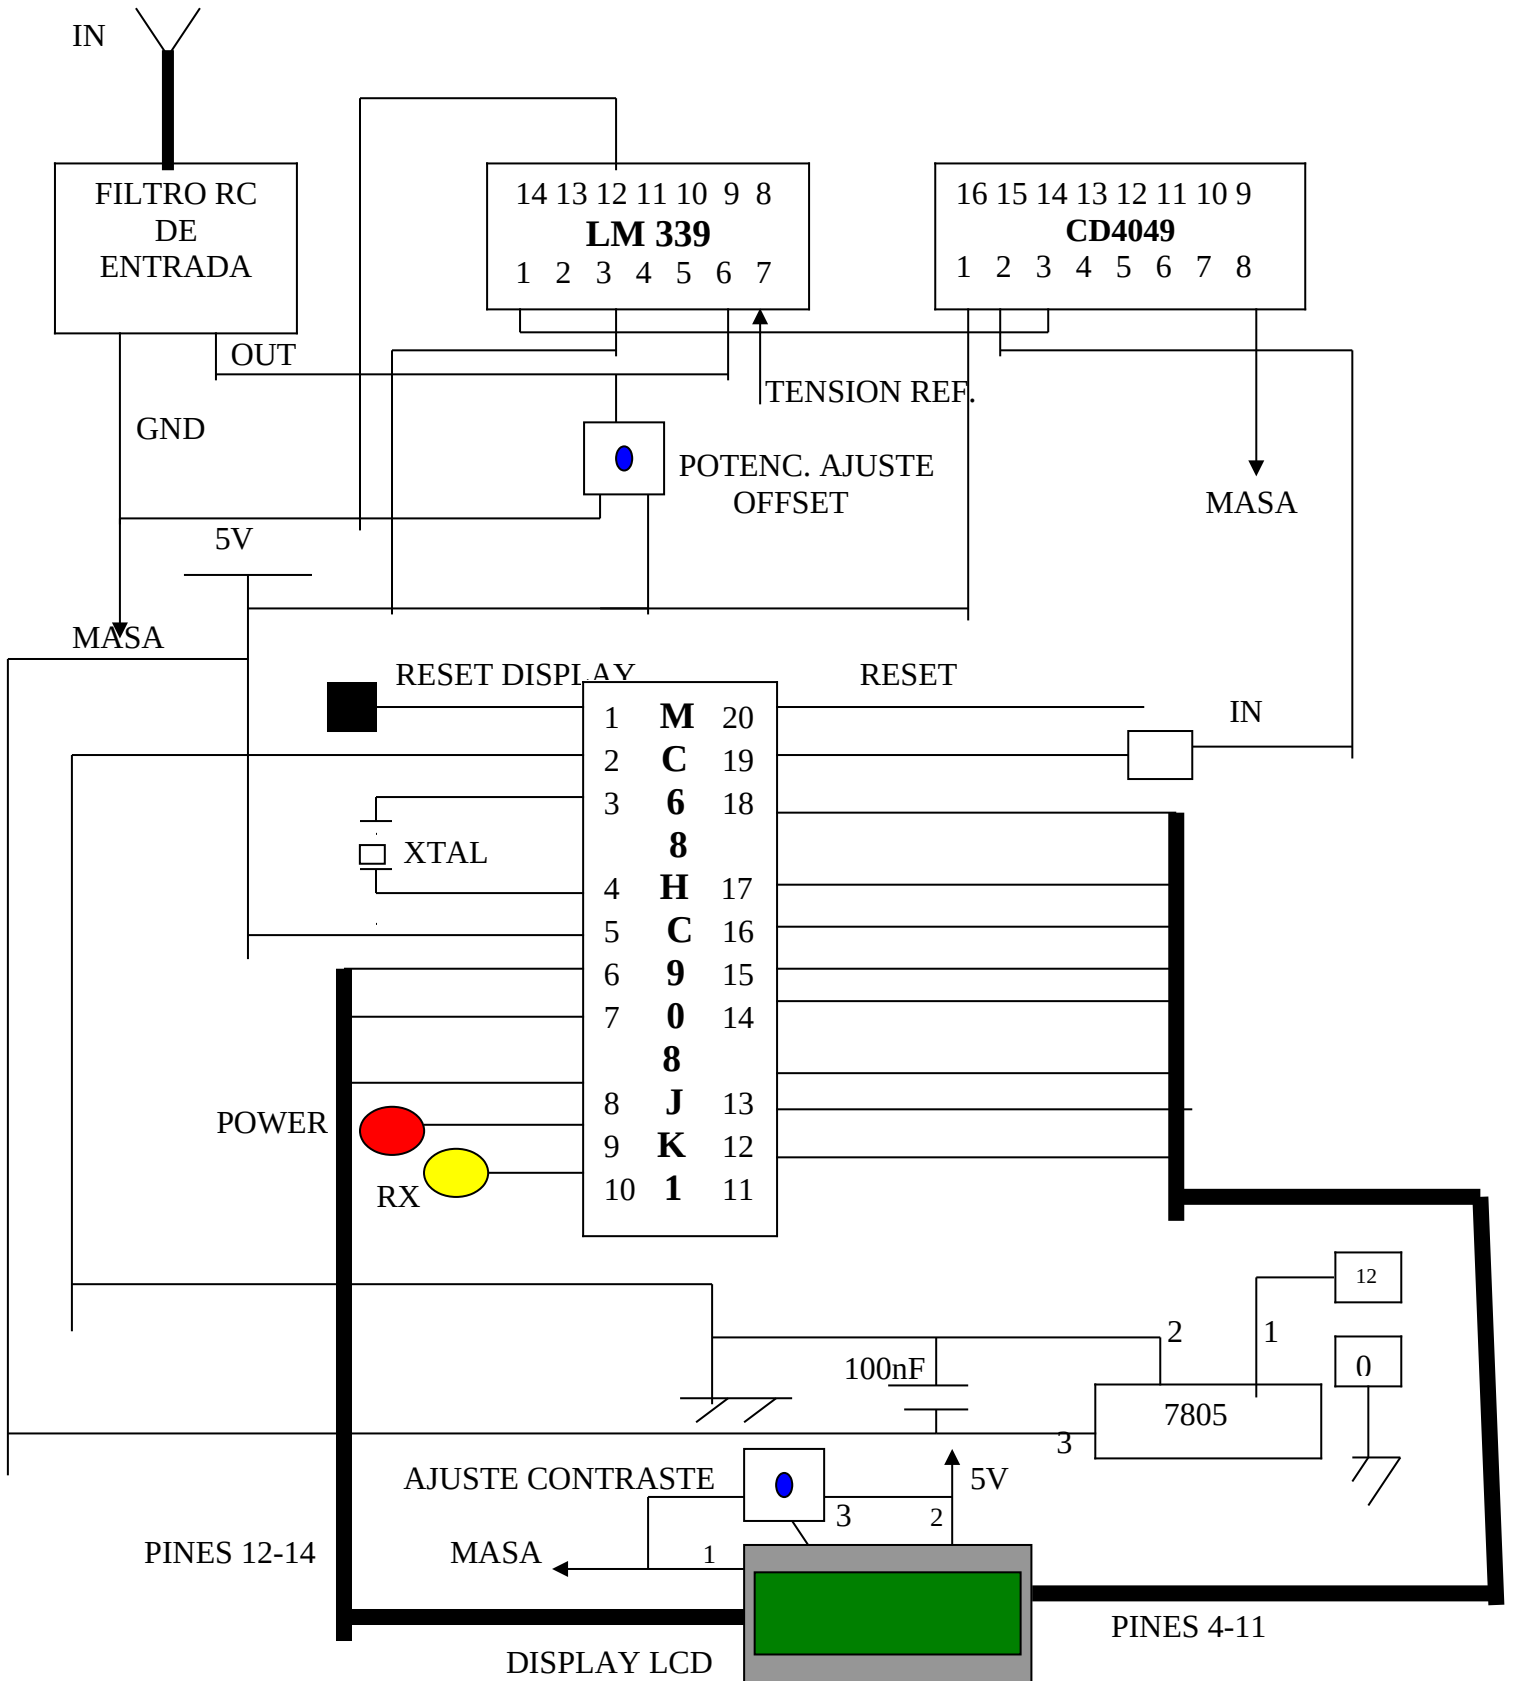 IN
FILTRO RC
DE
ENTRADA
14 13 12 11 10 9 8
LM 339
1 2 3 4 5 6 7
16 15 14 13 12 11 10 9
CD4049
1 2 3 4 5 6 7 8
OUT
TENSION REF.
GND
POTENC. AJUSTE
OFFSET
MASA
5V
MASA
RESET DISPLAY
RESET
IN
1 M 20
2 C 19
3 6 18
8
XTAL
4 H 17
5 C 16
6 9 15
7 0 14
8
8 J 13
POWER
9 K 12
RX
10 1 11
12
2
1
100nF
0
7805
3
AJUSTE CONTRASTE
5V
3
2
PINES 12-14
MASA
1
PINES 4-11
DISPLAY LCD